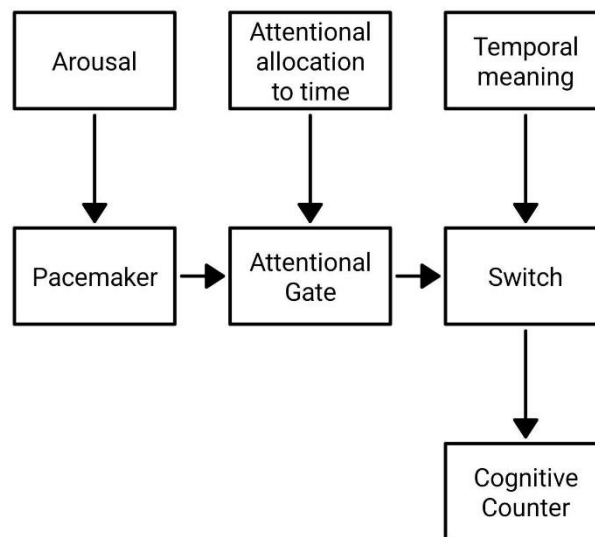 Arousal
Attentional
allocation
to time
Temporal
meaning
Pacemaker
Attentional
Gate
Switch
Cognitive
Counter